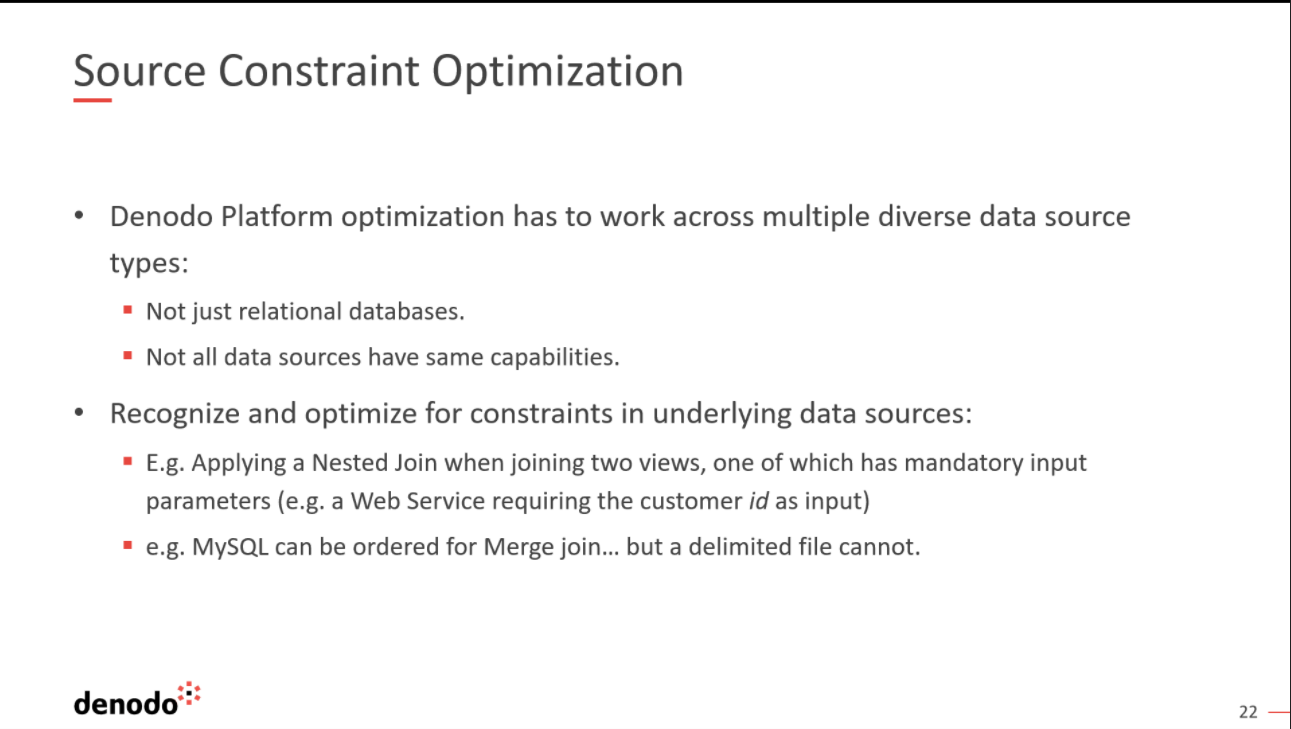 Source Constraint Optimization
• Denodo Platform optimization has to work across multiple diverse data source
types:
▪ Not just relational databases.
▪ Not all data sources have same capabilities.
• Recognize and optimize for constraints in underlying data sources:
▪ E.g. Applying a Nested Join when joining two views, one of which has mandatory input
parameters (e.g. a Web Service requiring the customer id as input)
▪ e.g. MySQL can be ordered for Merge join... but a delimited file cannot.
denodo
22